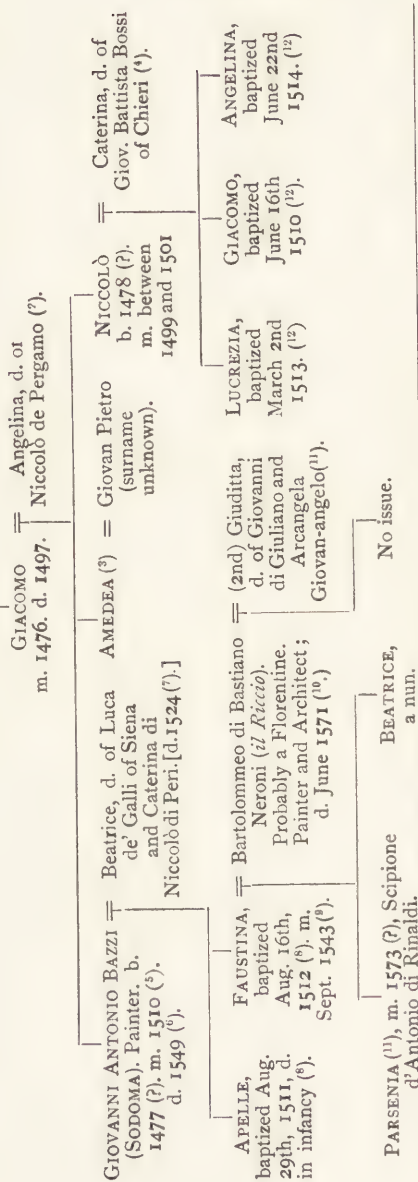 GIACOMO
m. 1476. d. 1497.
=
Angelina, d. of
Niccolò de Pergamo (⁷).
GIOVANNI ANTONIO BAZZI
(SODOMA). Painter. b.
1477 (?). m. 1510 (⁵).
d. 1549 (⁶).
=
Beatrice, d. of Luca
de' Galli of Siena
and Caterina di
Niccolò di Peri. [d. 1524 (⁷).]
AMEDEA (³)
=
Giovan Pietro
(surname
unknown).
NICCOLÒ
b. 1478 (?).
m. between
1499 and 1501
=
Caterina, d. of
Giov. Battista Bossi
of Chieri (⁴).
APELLE,
baptized Aug.
29th, 1511, d.
in infancy (⁸).
FAUSTINA,
baptized
Aug. 16th,
1512 (⁸). m.
Sept. 1543 (⁹).
=
Bartolommeo di Bastiano
Neroni (il Riccio).
Probably a Florentine.
Painter and Architect;
d. June 1571 (¹⁰.)
=
(2nd) Giuditta,
d. of Giovanni
di Giuliano and
Arcangela
Giovan-angelo (¹¹).
LUCREZIA,
baptized
March 2nd
1513. (¹²)
GIACOMO,
baptized
June 16th
1510 (¹²).
ANGELINA,
baptized
June 22nd
1514. (¹²)
PARSENIA (¹¹), m. 1573 (?), Scipione
d'Antonio di Rinaldi.
BEATRICE,
a nun.
No issue.